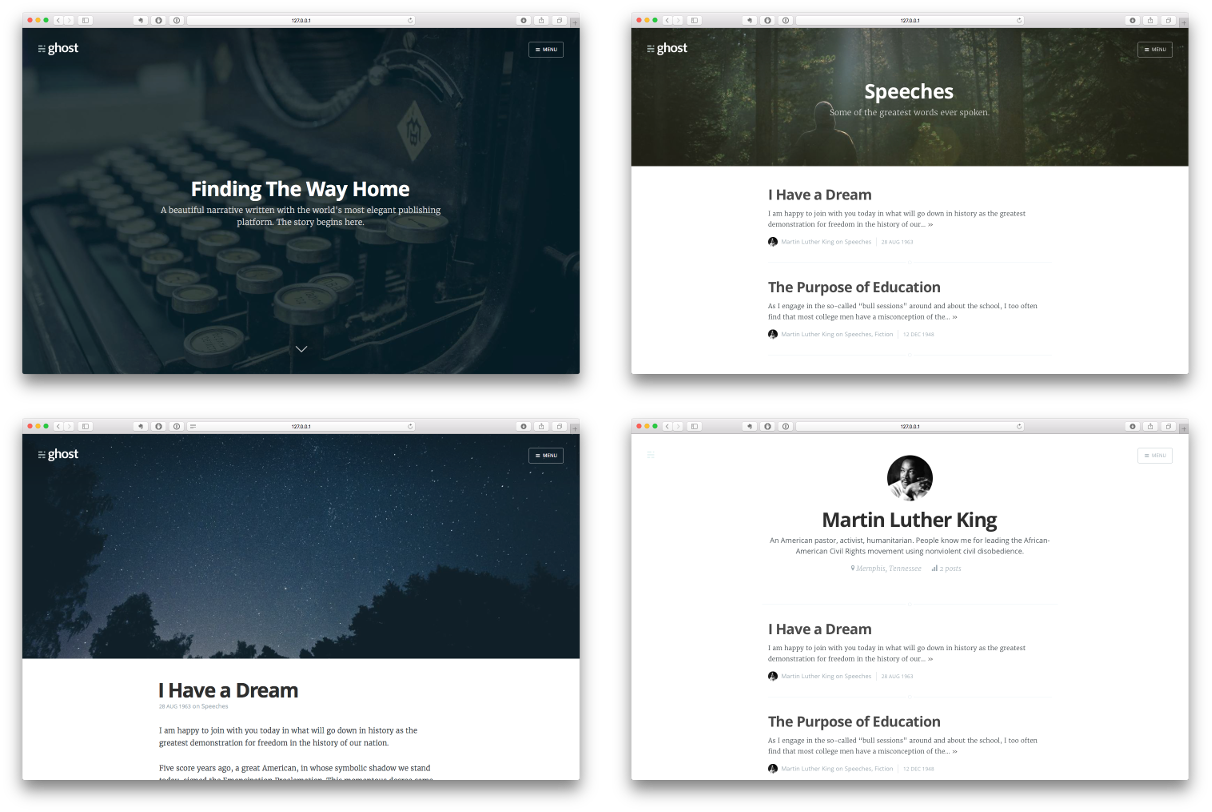 127.0.0.1
ghost
MENU
Finding The Way Home
A beautiful narrative written with the world's most elegant publishing
platform. The story begins here.
127.0.0.1
ghost
MENU
Speeches
Some of the greatest words ever spoken.
I Have a Dream
I am happy to join with you today in what will go down in history as the greatest
demonstration for freedom in the history of our... »
Martin Luther King on Speeches | 28 AUG 1963
The Purpose of Education
As I engage in the so-called "bull sessions" around and about the school, I too often
find that most college men have a misconception of the... »
Martin Luther King on Speeches, Fiction | 12 DEC 1948
127.0.0.1
ghost
MENU
I Have a Dream
28 AUG 1963 on Speeches
I am happy to join with you today in what will go down in history as the
greatest demonstration for freedom in the history of our nation.
Five score years ago, a great American, in whose symbolic shadow we stand
today, signed the Emancipation Proclamation. This momentous decree came
127.0.0.1
MENU
Martin Luther King
An American pastor, activist, humanitarian. People know me for leading the African-
American Civil Rights movement using nonviolent civil disobedience.
Memphis, Tennessee 2 posts
I Have a Dream
I am happy to join with you today in what will go down in history as the greatest
demonstration for freedom in the history of our... »
Martin Luther King on Speeches | 28 AUG 1963
The Purpose of Education
As I engage in the so-called "bull sessions" around and about the school, I too often
find that most college men have a misconception of the... »
Martin Luther King on Speeches, Fiction | 12 DEC 1948